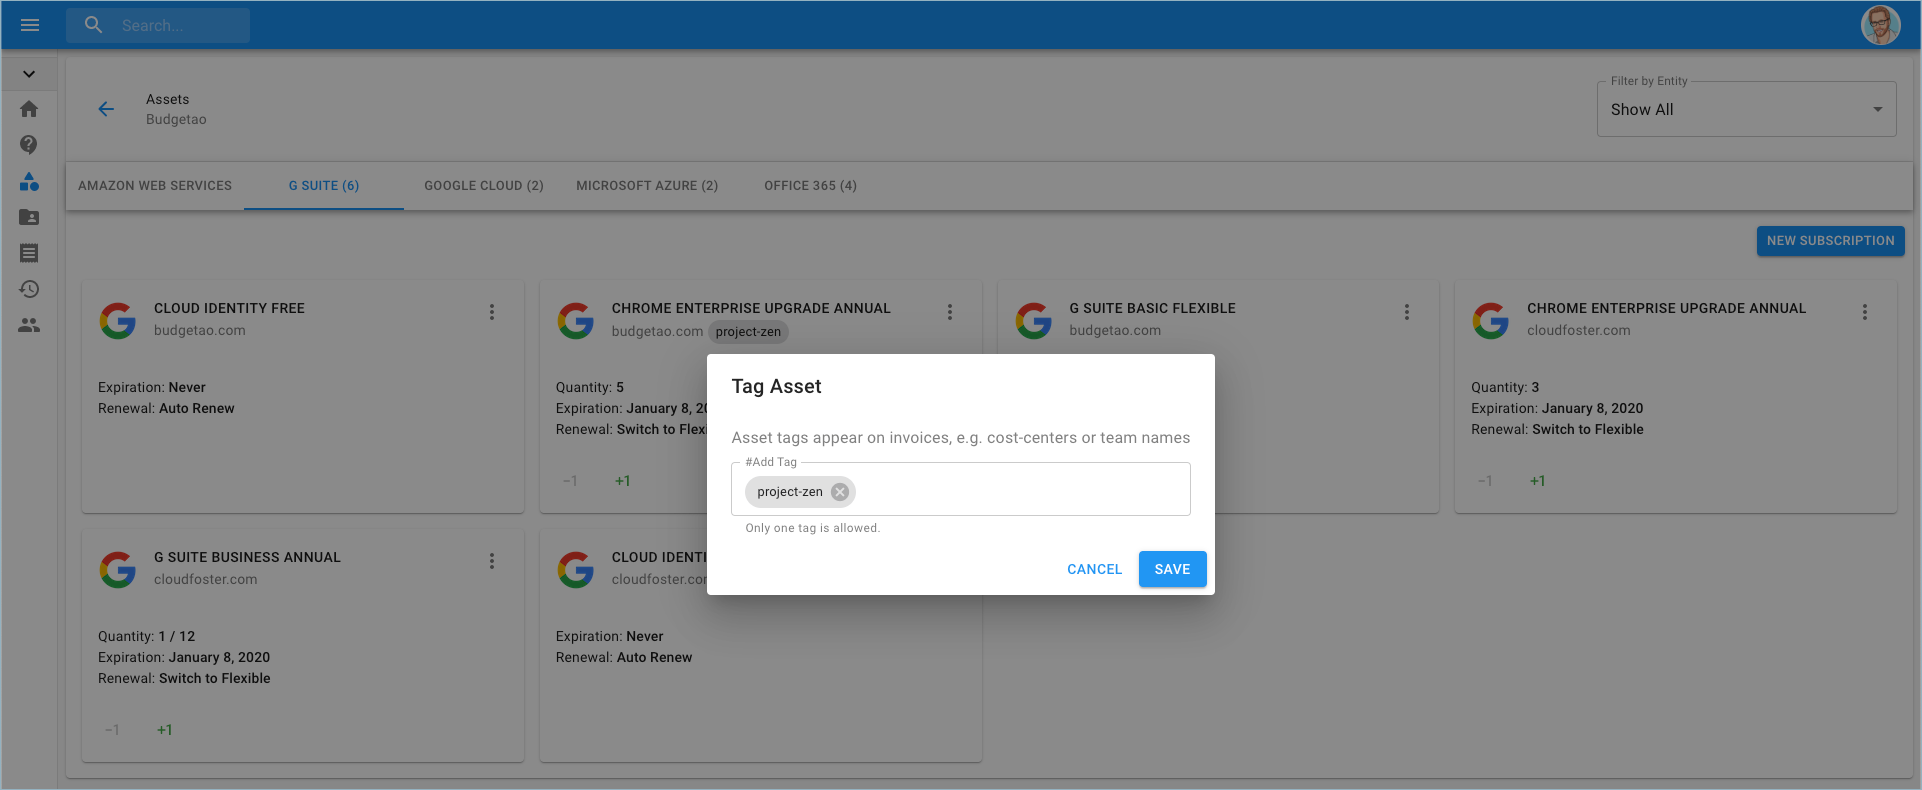 Search...
Assets
Budgetao
Filter by Entity
Show All
AMAZON WEB SERVICES
G SUITE (6)
GOOGLE CLOUD (2)
MICROSOFT AZURE (2)
OFFICE 365 (4)
NEW SUBSCRIPTION
CLOUD IDENTITY FREE
budgetao.com
Expiration: Never
Renewal: Auto Renew
CHROME ENTERPRISE UPGRADE ANNUAL
budgetao.com project-zen
Quantity: 5
Expiration: January 8, 20
Renewal: Switch to Flexi
−1 +1
G SUITE BASIC FLEXIBLE
budgetao.com
CHROME ENTERPRISE UPGRADE ANNUAL
cloudfoster.com
Quantity: 3
Expiration: January 8, 2020
Renewal: Switch to Flexible
−1 +1
Tag Asset
Asset tags appear on invoices, e.g. cost-centers or team names
#Add Tag
project-zen
Only one tag is allowed.
CANCEL
SAVE
G SUITE BUSINESS ANNUAL
cloudfoster.com
Quantity: 1 / 12
Expiration: January 8, 2020
Renewal: Switch to Flexible
−1 +1
CLOUD IDENTI
cloudfoster.cor
Expiration: Never
Renewal: Auto Renew